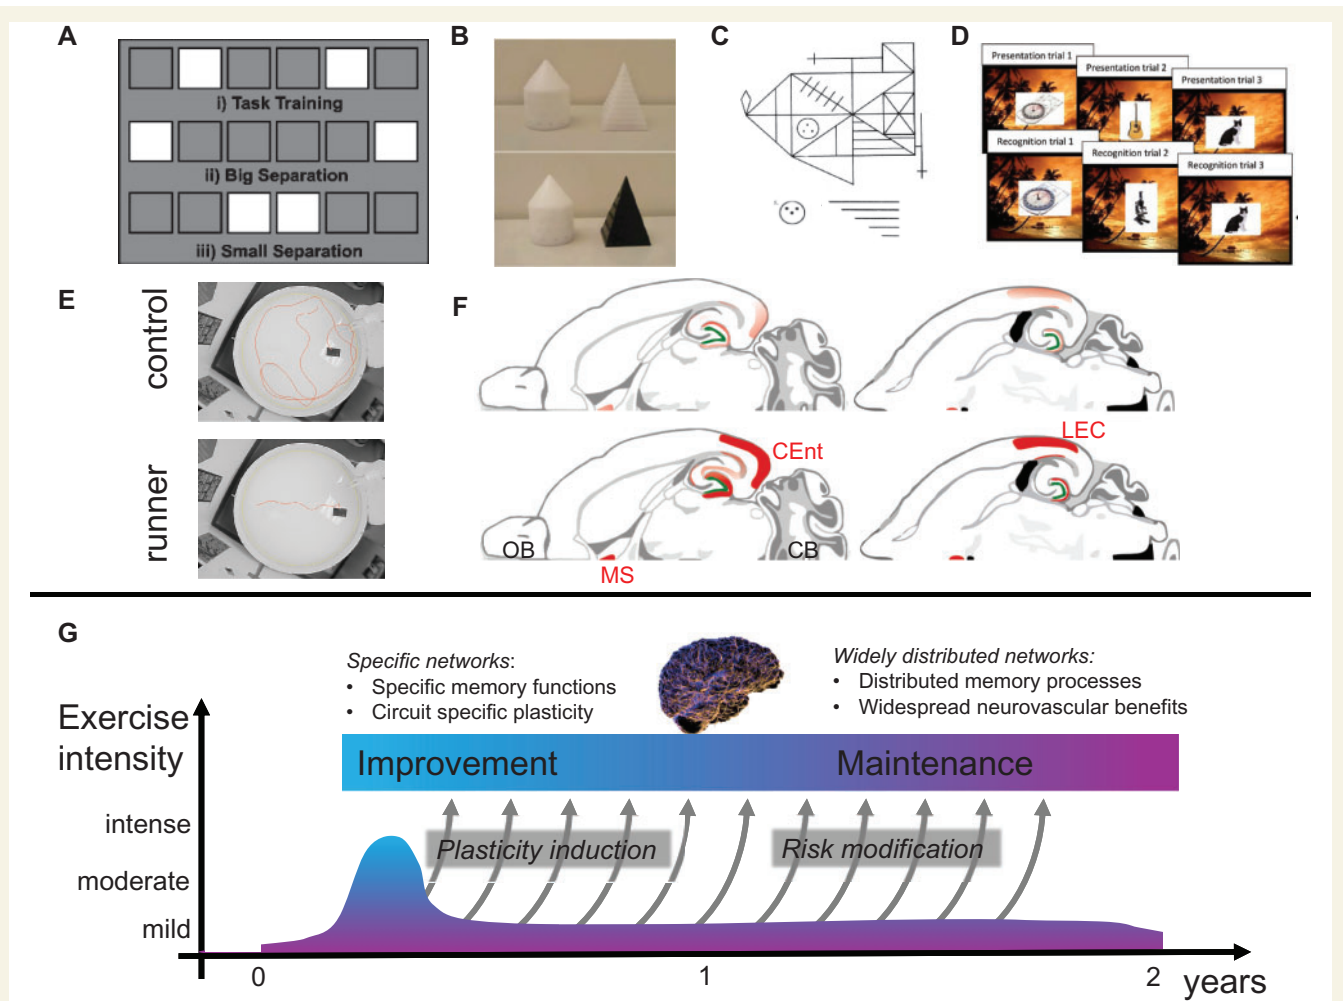 A
i) Task Training
ii) Big Separation
iii) Small Separation
B
C
D
Presentation trial 1
Presentation trial 2
Presentation trial 3
Recognition trial 1
Recognition trial 2
Recognition trial 3
E
control
runner
F
CEnt
LEC
OB
CB
MS
G
Specific networks:
• Specific memory functions
• Circuit specific plasticity
Widely distributed networks:
• Distributed memory processes
• Widespread neurovascular benefits
Exercise
intensity
Improvement
Maintenance
intense
Plasticity induction
Risk modification
moderate
mild
0
1
2
years